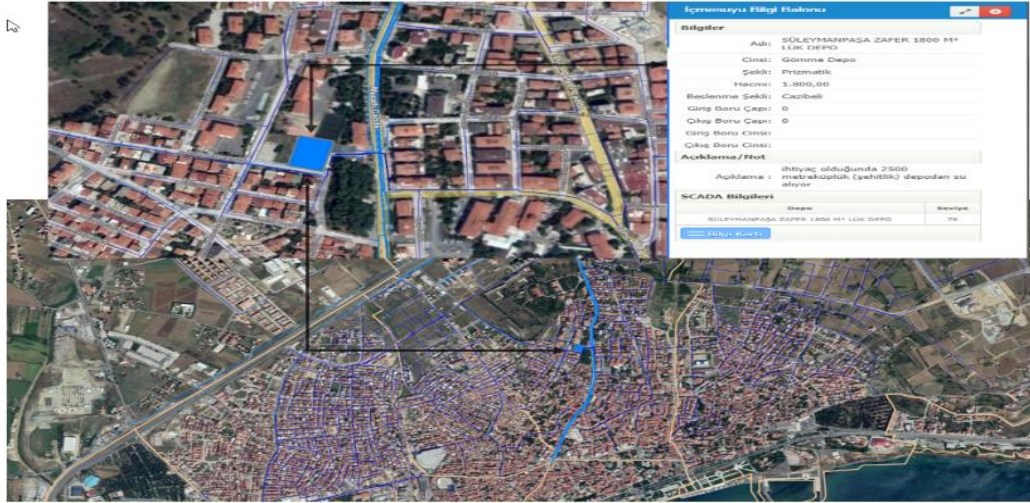 İçmesuyu Bilgi Balonu
Bilgiler
Adı: SÜLEYMANPAŞA ZAFER 1800 M³
LÜK DEPO
Cinsi: Gömme Depo
Şekli: Prizmatik
Hacmi: 1.800,00
Beslenme Şekli: Cazibeli
Giriş Boru Çapı: 0
Çıkış Boru Çapı: 0
Giriş Boru Cinsi:
Çıkış Boru Cinsi:
Açıklama/Not
Açıklama : ihtiyaç olduğunda 2500
metreküplük (şehitlik) depodan su
alıyor
SCADA Bilgileri
Depo Seviye
SÜLEYMANPAŞA ZAFER 1800 M³ LÜK DEPO 76
Bilgi Kartı